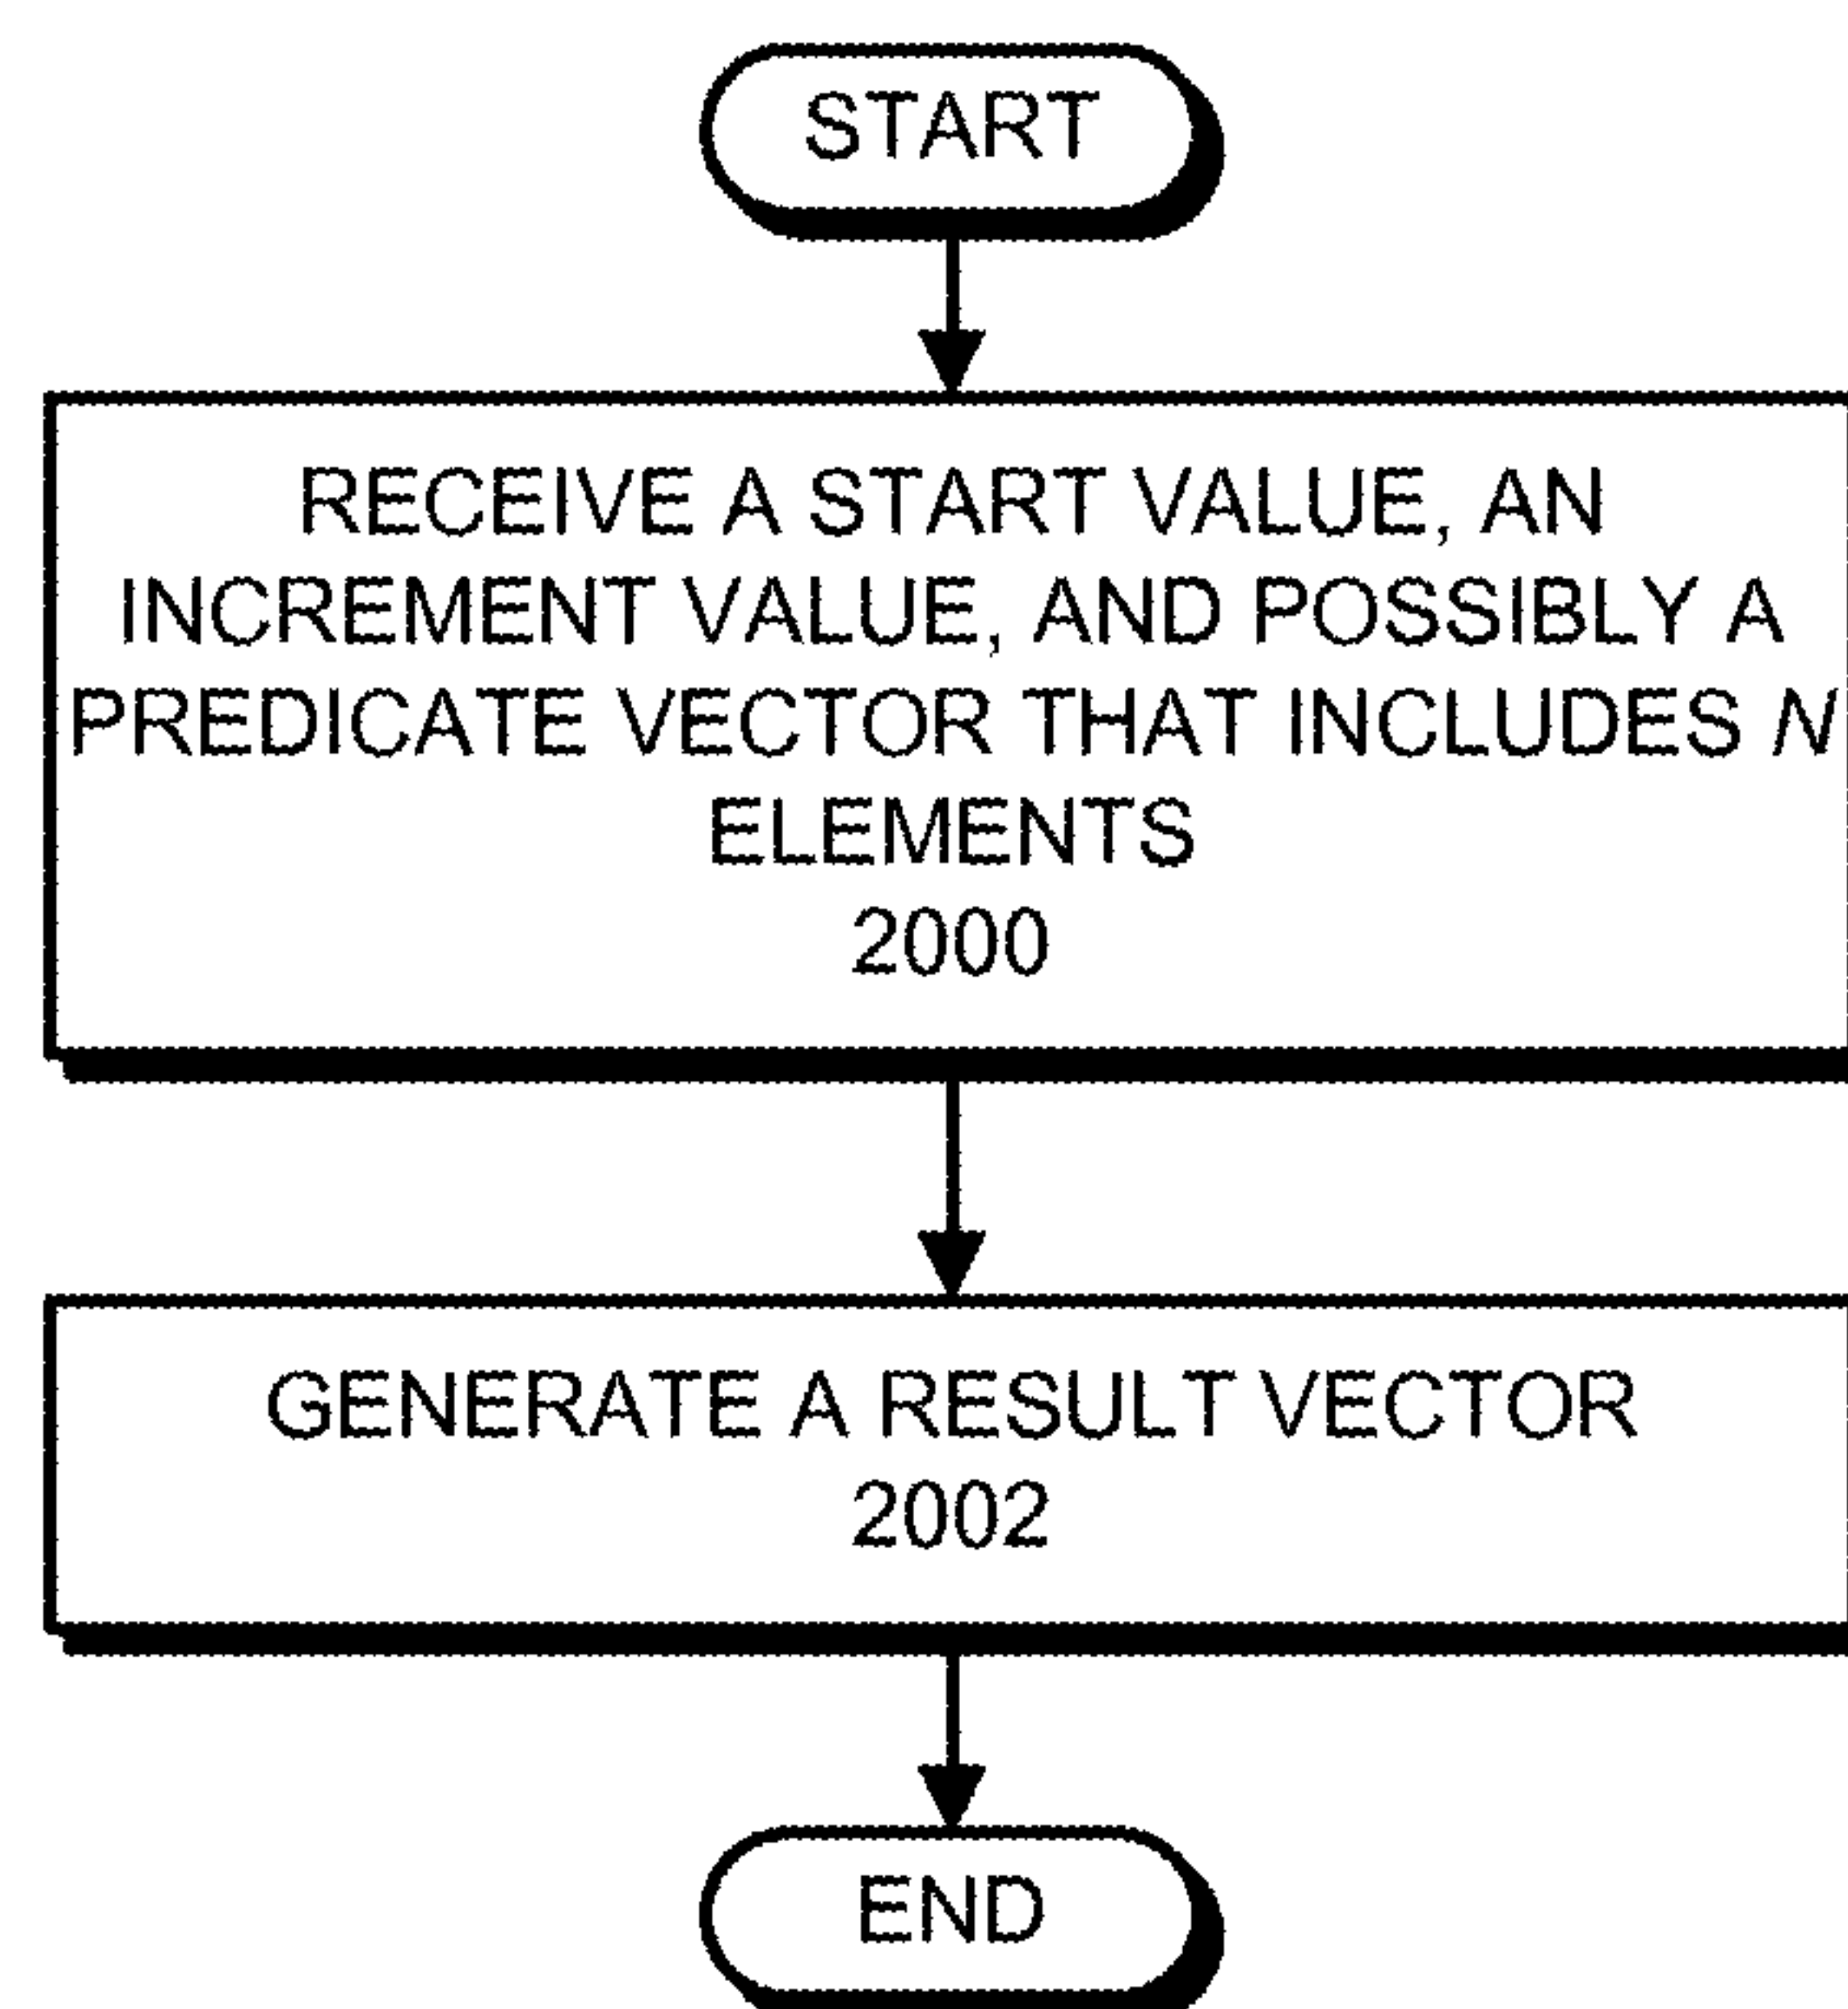 START
RECEIVE A START VALUE, AN
INCREMENT VALUE, AND POSSIBLY A
PREDICATE VECTOR THAT INCLUDES N
ELEMENTS
2000
GENERATE A RESULT VECTOR
2002
END